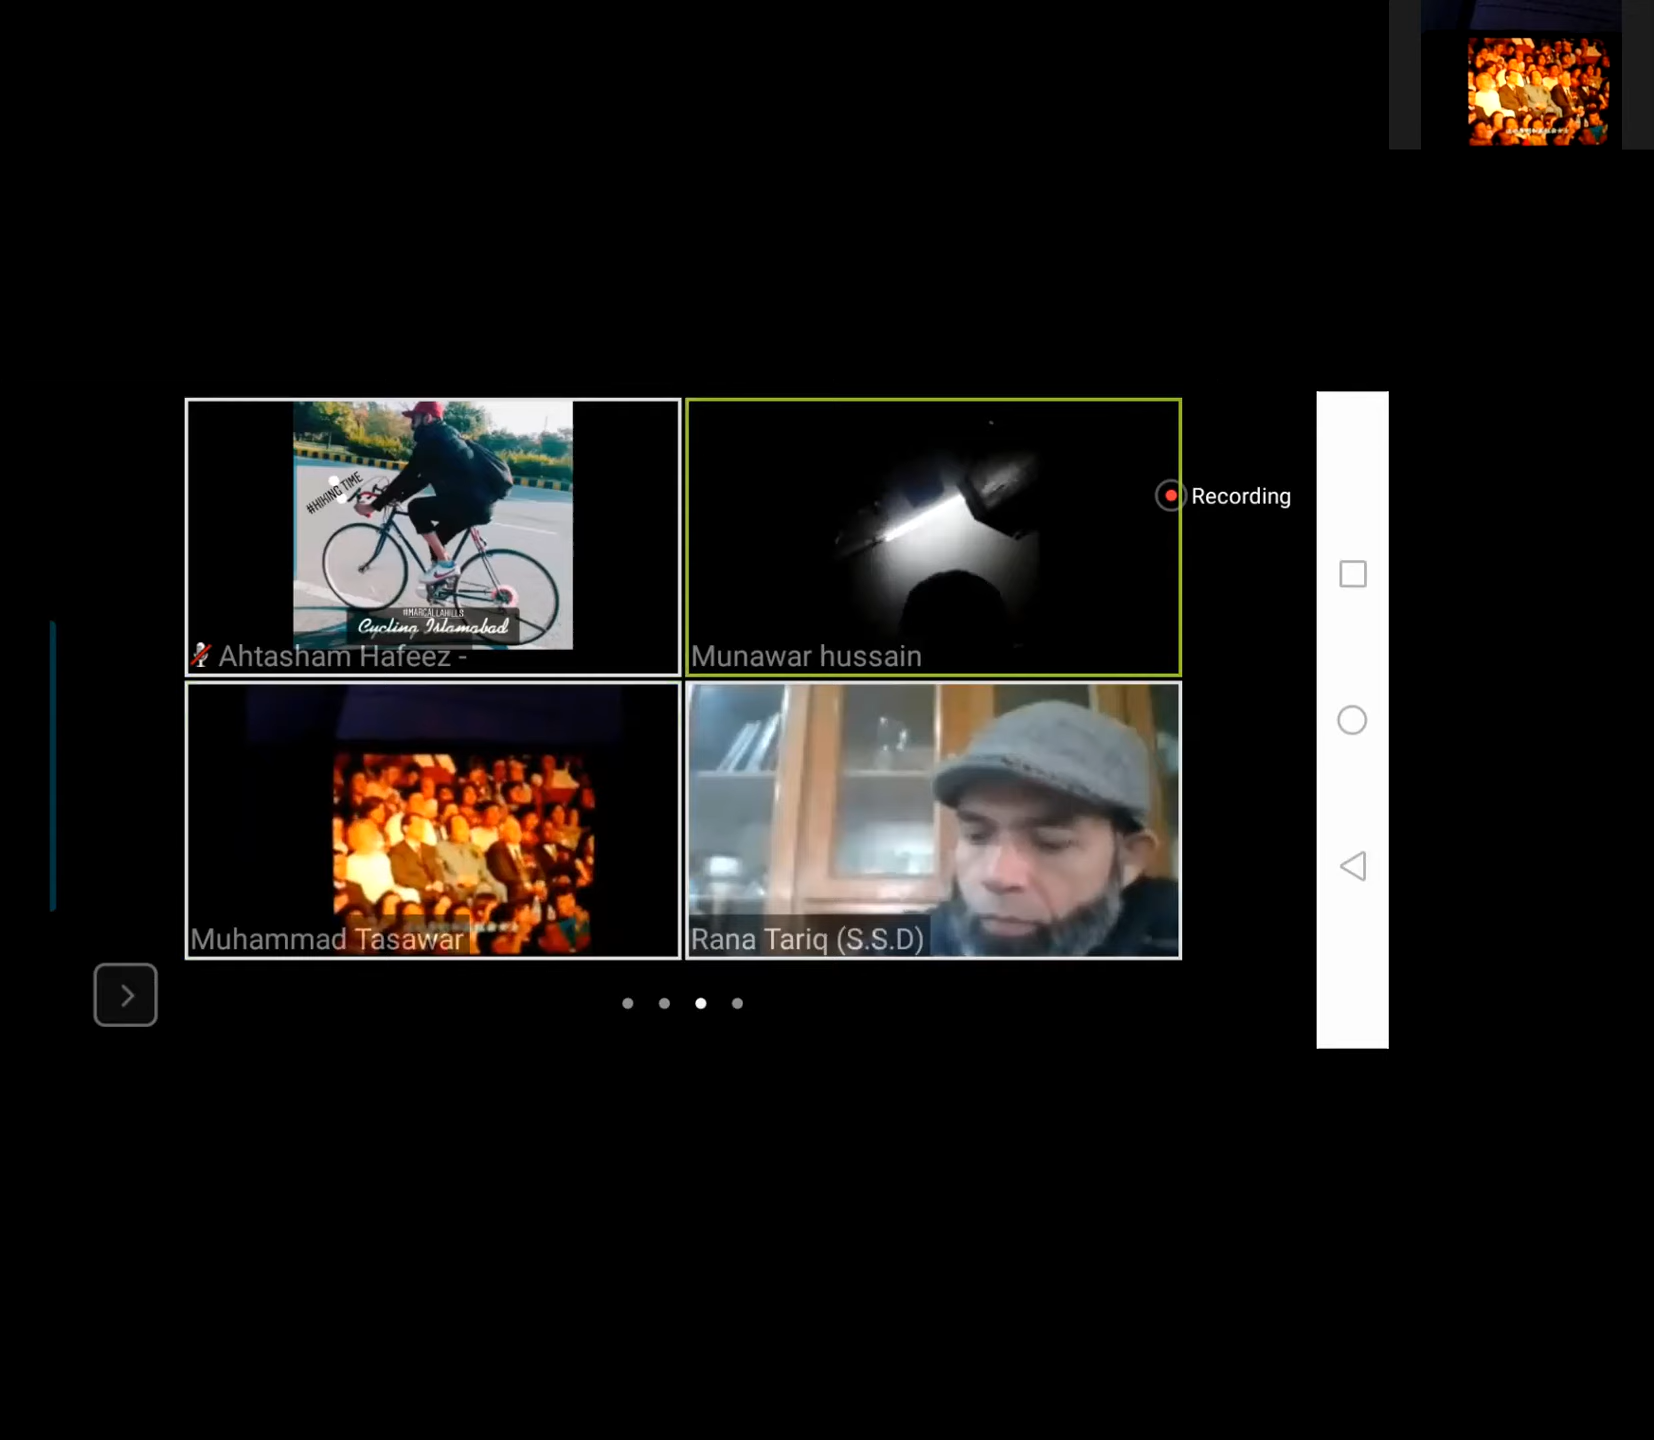 #HIKING TIME
#MARGALLAHILLS
Cycling Islamabad
Ahtasham Hafeez -
Munawar hussain
Recording
Muhammad Tasawar
Rana Tariq (S.S.D)